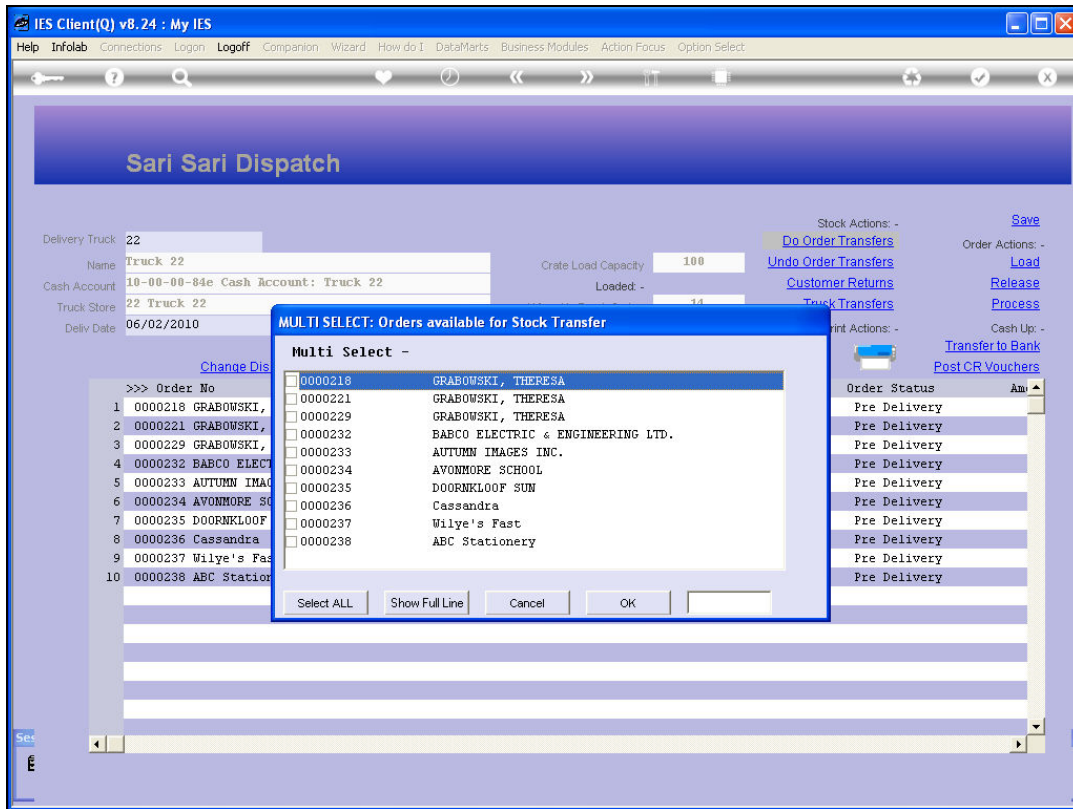 IES Client(Q) v8.24 : My IES
Help Infolab Connections Logon Logoff Companion Wizard How do I DataMarts Business Modules Action Focus Option Select
Sari Sari Dispatch
Stock Actions: - Save
Delivery Truck 22 Do Order Transfers Order Actions: -
Name Truck 22 Crate Load Capacity 100 Undo Order Transfers Load
Cash Account 10-00-00-84e Cash Account: Truck 22 Loaded: - Customer Returns Release
Truck Store 22 Truck 22 14 Truck Transfers Process
Deliv Date 06/02/2010 rint Actions: - Cash Up: -
Transfer to Bank
Change Dis Post CR Vouchers
MULTI SELECT: Orders available for Stock Transfer
Multi Select -
0000218 GRABOWSKI, THERESA
0000221 GRABOWSKI, THERESA
0000229 GRABOWSKI, THERESA
0000232 BABCO ELECTRIC & ENGINEERING LTD.
0000233 AUTUMN IMAGES INC.
0000234 AVONMORE SCHOOL
0000235 DOORNKLOOF SUN
0000236 Cassandra
0000237 Wilye's Fast
0000238 ABC Stationery
Select ALL Show Full Line Cancel OK
>>> Order No Order Status Am
1 0000218 GRABOWSKI, Pre Delivery
2 0000221 GRABOWSKI, Pre Delivery
3 0000229 GRABOWSKI, Pre Delivery
4 0000232 BABCO ELECT Pre Delivery
5 0000233 AUTUMN IMAG Pre Delivery
6 0000234 AVONMORE SC Pre Delivery
7 0000235 DOORNKLOOF Pre Delivery
8 0000236 Cassandra Pre Delivery
9 0000237 Wilye's Fas Pre Delivery
10 0000238 ABC Station Pre Delivery
Ses